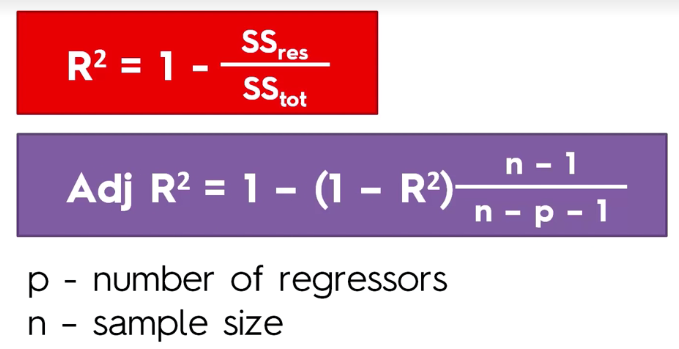 R² = 1 - SSres / SStot
Adj R² = 1 – (1 – R²) n – 1 / n – p – 1
p - number of regressors
n – sample size